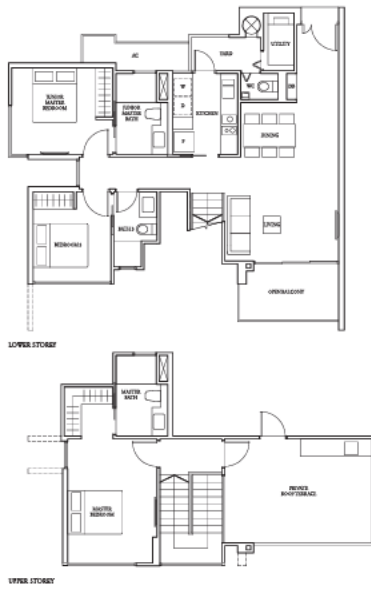 AC
YARD
UTILITY
WC
DB
W
D
F
KITCHEN
JUNIOR
MASTER
BEDROOM
JUNIOR
MASTER
BATH
DINING
BEDROOM 2
BATH 2
LIVING
OPEN BALCONY
LOWER STOREY
MASTER
BATH
MASTER
BEDROOM
PRIVATE
ROOF TERRACE
UPPER STOREY